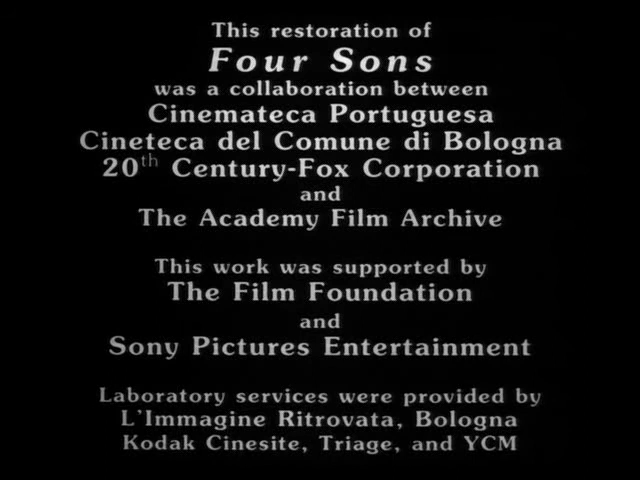 This restoration of
Four Sons
was a collaboration between
Cinemateca Portuguesa
Cineteca del Comune di Bologna
20th Century-Fox Corporation
and
The Academy Film Archive
This work was supported by
The Film Foundation
and
Sony Pictures Entertainment
Laboratory services were provided by
L'Immagine Ritrovata, Bologna
Kodak Cinesite, Triage, and YCM